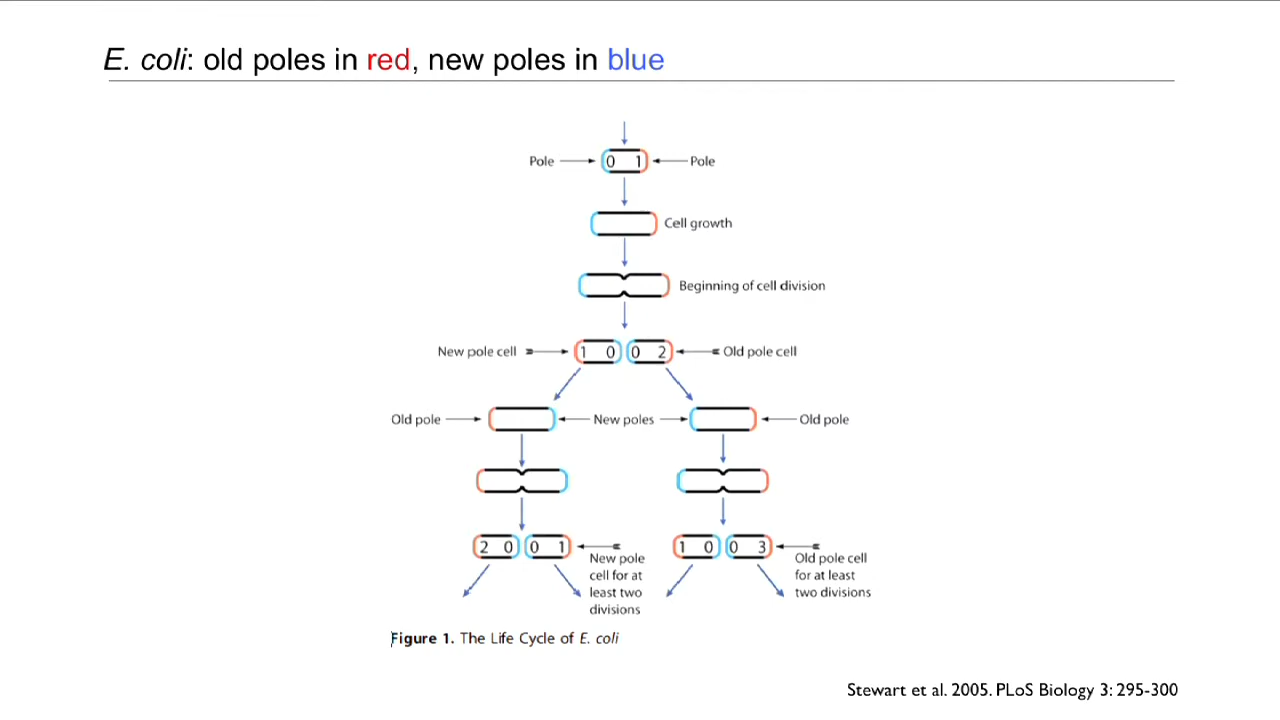 E. coli: old poles in red, new poles in blue
Pole
0 1
Pole
Cell growth
Beginning of cell division
New pole cell
1 0 0 2
Old pole cell
Old pole
New poles
Old pole
2 0 0 1
New pole
cell for at
least two
divisions
1 0 0 3
Old pole cell
for at least
two divisions
Figure 1. The Life Cycle of E. coli
Stewart et al. 2005. PLoS Biology 3: 295-300